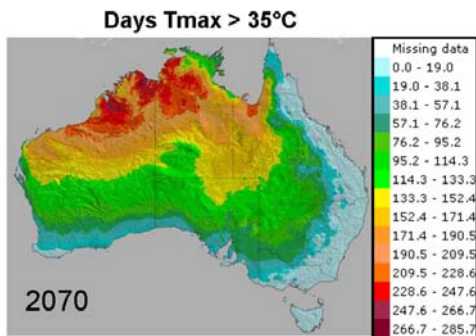 Days Tmax > 35°C
Missing data
0.0 - 19.0
19.0 - 38.1
38.1 - 57.1
57.1 - 76.2
76.2 - 95.2
95.2 - 114.3
114.3 - 133.3
133.3 - 152.4
152.4 - 171.4
171.4 - 190.5
190.5 - 209.5
209.5 - 228.6
228.6 - 247.6
247.6 - 266.7
266.7 - 285.7
2070